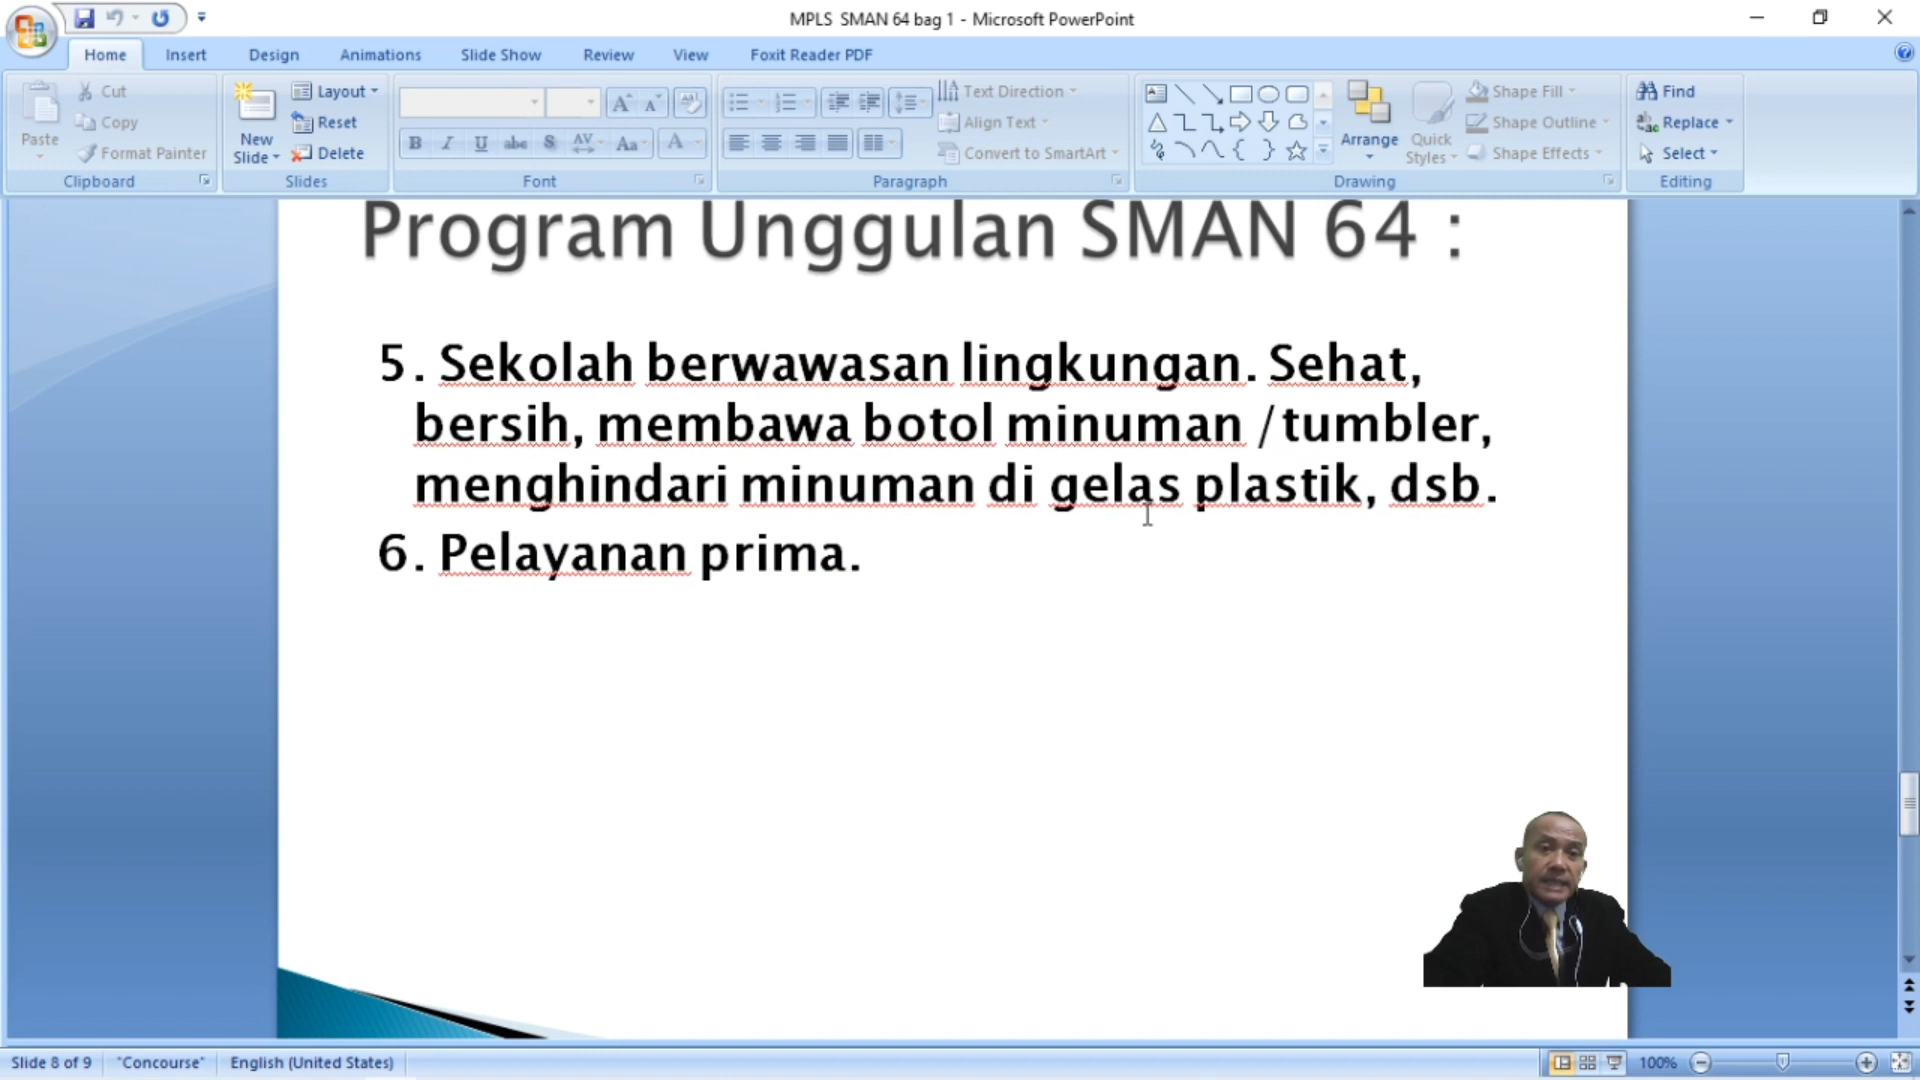 MPLS SMAN 64 bag 1 - Microsoft PowerPoint
Home Insert Design Animations Slide Show Review View Foxit Reader PDF
Paste
Cut
Copy
Format Painter
Clipboard
New
Slide
Layout
Reset
Delete
Slides
Font
Text Direction
Align Text
Convert to SmartArt
Paragraph
Arrange
Quick
Styles
Shape Fill
Shape Outline
Shape Effects
Drawing
Find
Replace
Select
Editing
Program Unggulan SMAN 64 :
5. Sekolah berwawasan lingkungan. Sehat,
bersih, membawa botol minuman /tumbler,
menghindari minuman di gelas plastik, dsb.
6. Pelayanan prima.
Slide 8 of 9 "Concourse" English (United States) 100%